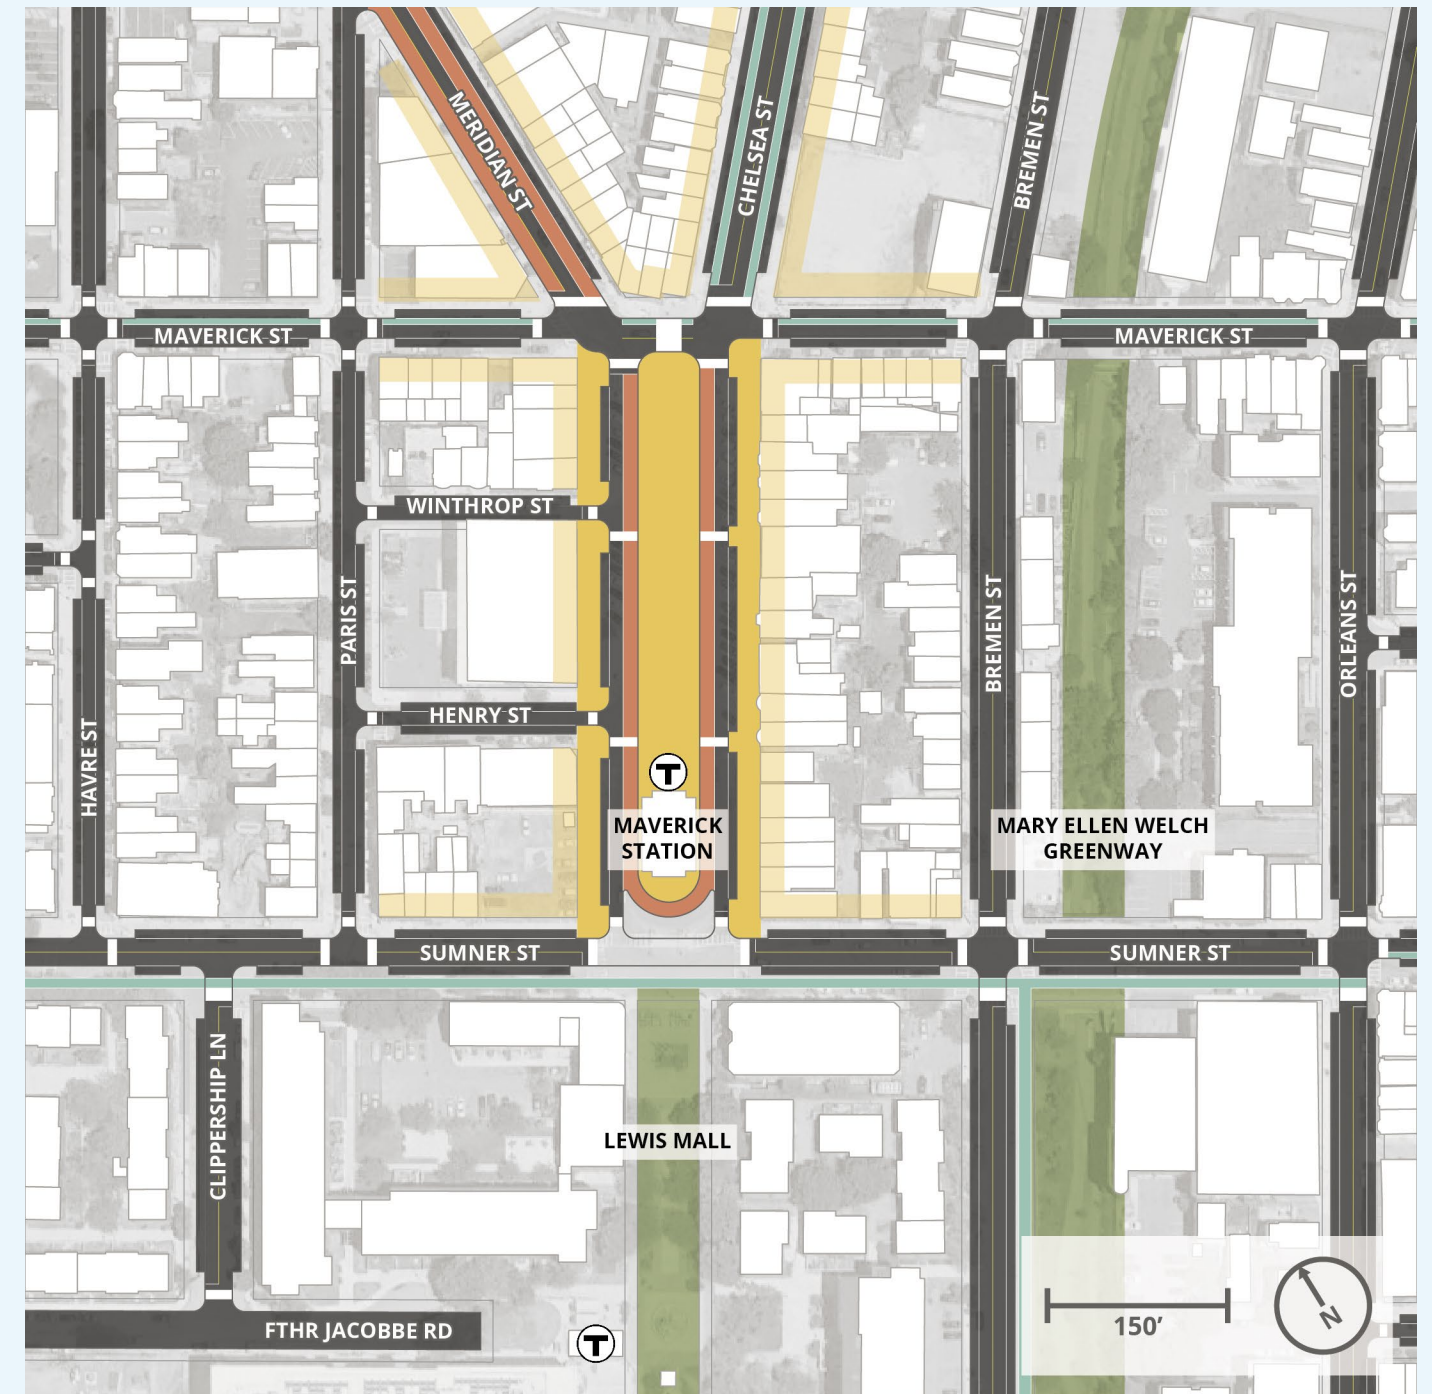 MERIDIAN ST
CHELSEA ST
BREMEN ST
MAVERICK ST
MAVERICK ST
WINTHROP ST
PARIS ST
BREMEN ST
ORLEANS ST
HENRY ST
HAVRE ST
T
MAVERICK
STATION
MARY ELLEN WELCH
GREENWAY
SUMNER ST
SUMNER ST
CLIPPERSHIP LN
LEWIS MALL
FTHR JACOBBE RD
T
150’
N